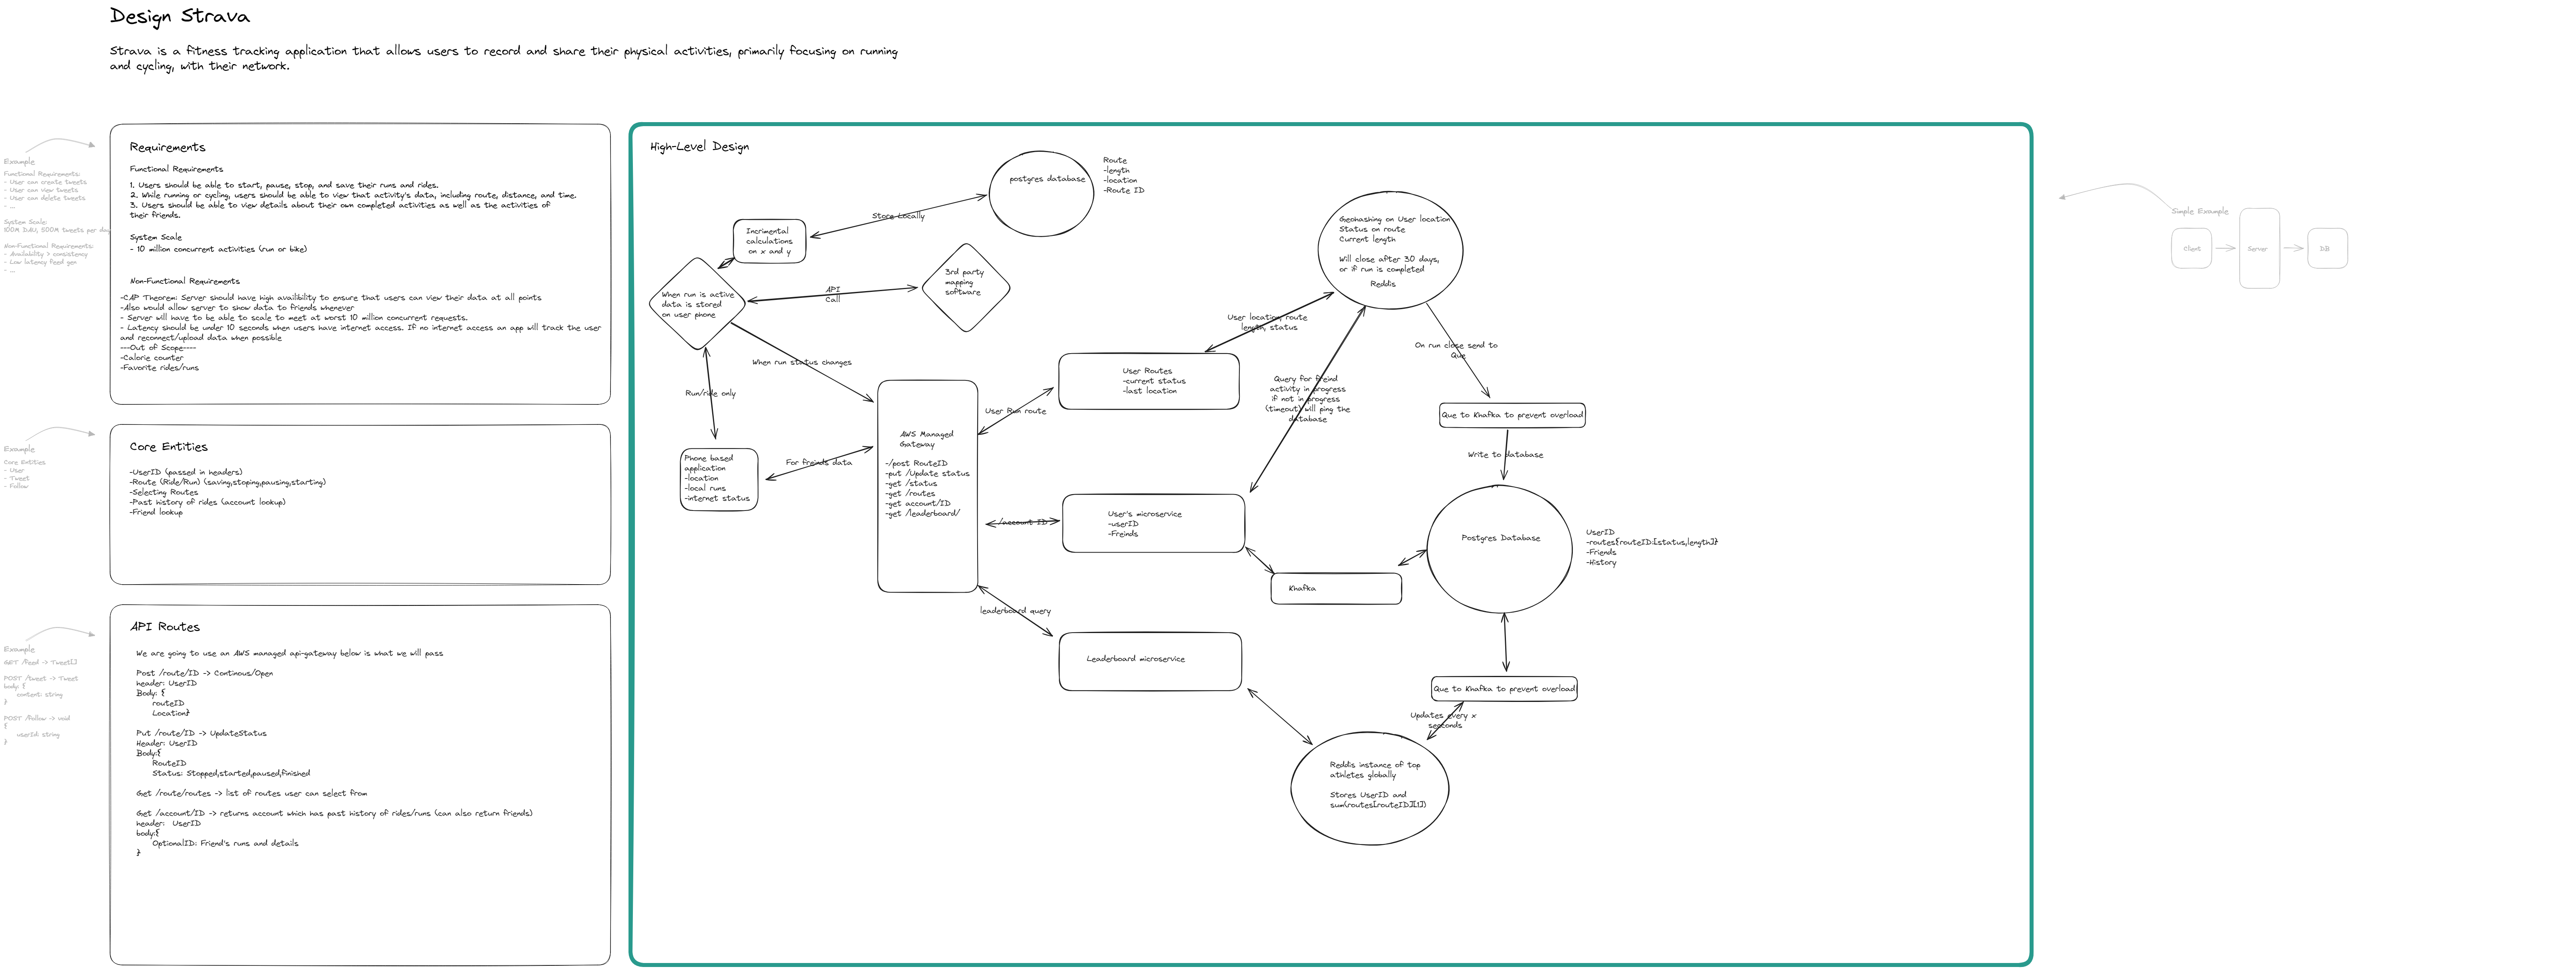 Design Strava
Strava is a fitness tracking application that allows users to record and share their physical activities, primarily focusing on running
and cycling, with their network.
Example
Functional Requirements:
- User can create tweets
- User can view tweets
- User can delete tweets
- ...
System Scale:
100M DAU, 500M tweets per day
Non-Functional Requirements:
- Availability > consistency
- Low latency feed gen
- ...
Requirements
Functional Requirements
1. Users should be able to start, pause, stop, and save their runs and rides.
2. While running or cycling, users should be able to view that activity's data, including route, distance, and time.
3. Users should be able to view details about their own completed activities as well as the activities of
their friends.
System Scale
- 10 million concurrent activities (run or bike)
Non-Functional Requirements
-CAP Theorem: Server should have high availibility to ensure that users can view their data at all points
-Also would allow server to show data to friends whenever
- Server will have to be able to scale to meet at worst 10 million concurrent requests.
- Latency should be under 10 seconds when users have internet access. If no internet access an app will track the user
and reconnect/upload data when possible
---Out of Scope----
-Calorie counter
-Favorite rides/runs
Example
Core Entities
- User
- Tweet
- Follow
Core Entities
-UserID (passed in headers)
-Route (Ride/Run) (saving,stoping,pausing,starting)
-Selecting Routes
-Past history of rides (account lookup)
-Friend lookup
Example
GET /feed -> Tweet[]
POST /tweet -> Tweet
body: {
content: string
}
POST /follow -> void
{
userId: string
}
API Routes
We are going to use an AWS managed api-gateway below is what we will pass
Post /route/ID -> Continous/Open
header: UserID
Body: {
routeID
Location}
Put /route/ID -> UpdateStatus
Header: UserID
Body:{
RouteID
Status: Stopped,started,paused,finished
Get /route/routes -> list of routes user can select from
Get /account/ID -> returns account which has past history of rides/runs (can also return friends)
header: UserID
body:{
OptionalID: Friend's runs and details
}
High-Level Design
postgres database
Route
-length
-location
-Route ID
Store Locally
Incrimental
calculations
on x and y
When run is active
data is stored
on user phone
API
Call
3rd party
mapping
software
When run status changes
Run/ride only
Phone based
application
-location
-local runs
-internet status
For freinds data
AWS Managed
Gateway
-/post RouteID
-put /Update status
-get /status
-get /routes
-get account/ID
-get /leaderboard/
User Run route
/account ID
leaderboard query
User Routes
-current status
-last location
User location, route
length, status
Geohashing on User location
Status on route
Current length
Will close after 30 days,
or if run is completed
Reddis
Query for freind
activity in progress
if not in progress
(timeout) will ping the
database
On run close send to
Que
Que to Khafka to prevent overload
Write to database
User's microservice
-userID
-Freinds
Khafka
Postgres Database
UserID
-routes{routeID:[status,length]}
-Friends
-History
Leaderboard microservice
Que to Khafka to prevent overload
Updates every x
seconds
Reddis instance of top
athletes globally
Stores UserID and
sum(routes[routeID][1])
Simple Example
Client
Server
DB